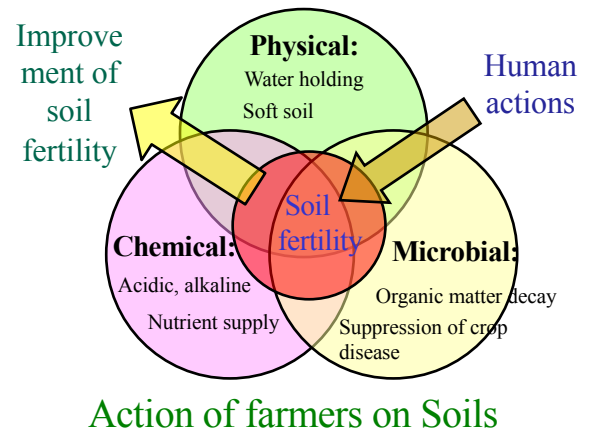 Improve
ment of
soil
fertility
Physical:
Water holding
Soft soil
Human
actions
Soil
fertility
Chemical:
Acidic, alkaline
Nutrient supply
Microbial:
Organic matter decay
Suppression of crop
disease
Action of farmers on Soils